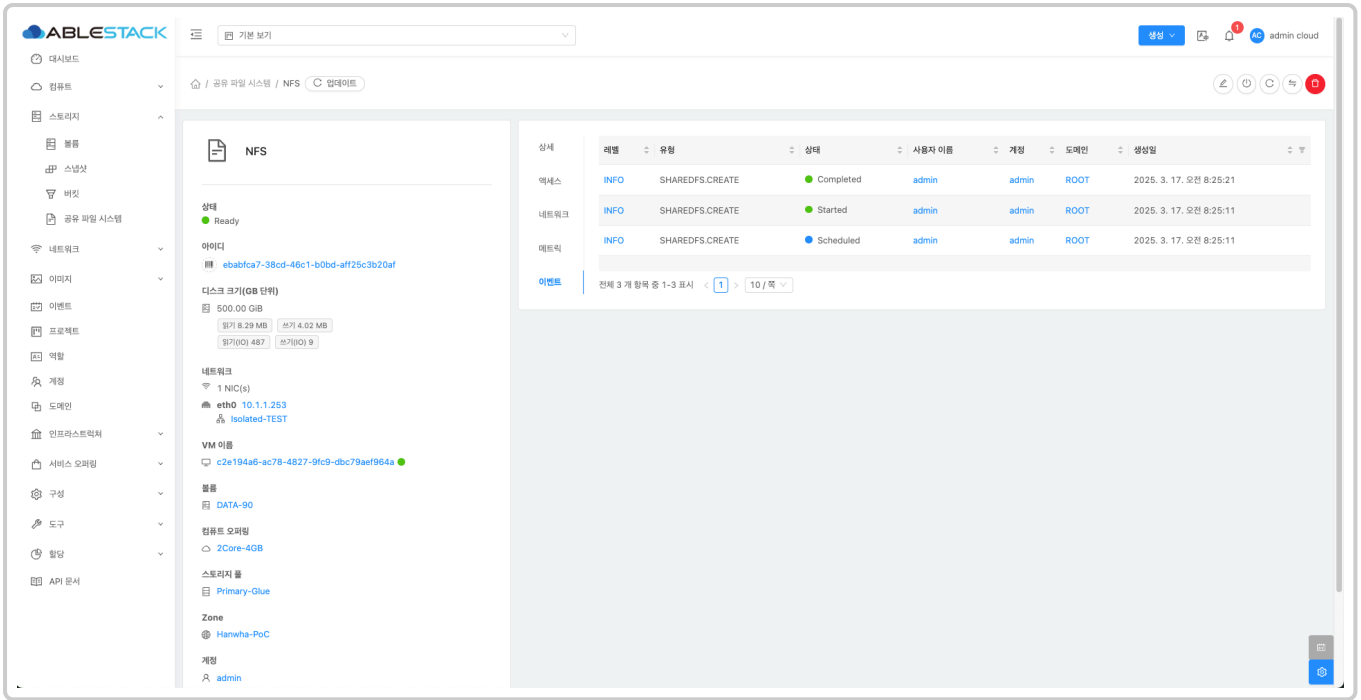 ABLESTACK
기본 보기
생성
1
AC admin cloud
대시보드
컴퓨트
스토리지
볼륨
스냅샷
버킷
공유 파일 시스템
네트워크
이미지
이벤트
프로젝트
역할
계정
도메인
인프라스트럭쳐
서비스 오퍼링
구성
도구
할당
API 문서
/ 공유 파일 시스템 / NFS 업데이트
NFS
상태
Ready
아이디
ebabfca7-38cd-46c1-b0bd-aff25c3b20af
디스크 크기(GB 단위)
500.00 GiB
읽기 8.29 MB 쓰기 4.02 MB
읽기(IO) 487 쓰기(IO) 9
네트워크
1 NIC(s)
eth0 10.1.1.253
Isolated-TEST
VM 이름
c2e194a6-ac78-4827-9fc9-dbc79aef964a
볼륨
DATA-90
컴퓨트 오퍼링
2Core-4GB
스토리지 풀
Primary-Glue
Zone
Hanwha-PoC
계정
admin
상세
액세스
네트워크
메트릭
이벤트
레벨 유형 상태 사용자 이름 계정 도메인 생성일
INFO SHAREDFS.CREATE Completed admin admin ROOT 2025. 3. 17. 오전 8:25:21
INFO SHAREDFS.CREATE Started admin admin ROOT 2025. 3. 17. 오전 8:25:11
INFO SHAREDFS.CREATE Scheduled admin admin ROOT 2025. 3. 17. 오전 8:25:11
전체 3 개 항목 중 1-3 표시 < 1 > 10 / 쪽